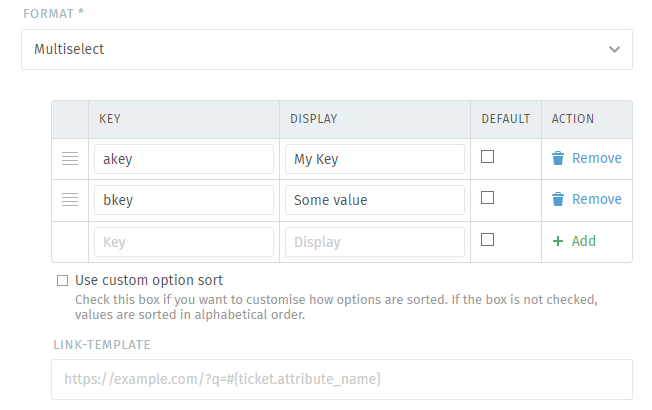 FORMAT *
Multiselect
KEY DISPLAY DEFAULT ACTION
akey My Key Remove
bkey Some value Remove
Key Display + Add
Use custom option sort
Check this box if you want to customise how options are sorted. If the box is not checked,
values are sorted in alphabetical order.
LINK-TEMPLATE
https://example.com/?q=#{ticket.attribute_name}